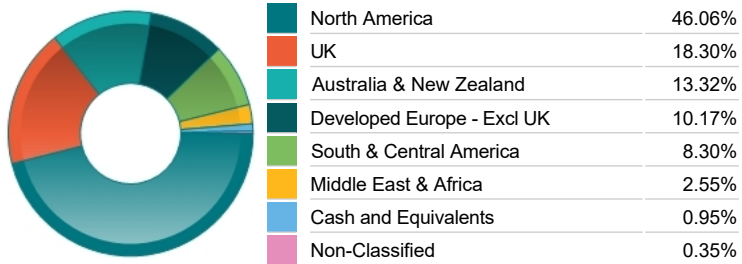 North America 46.06%
UK 18.30%
Australia & New Zealand 13.32%
Developed Europe - Excl UK 10.17%
South & Central America 8.30%
Middle East & Africa 2.55%
Cash and Equivalents 0.95%
Non-Classified 0.35%